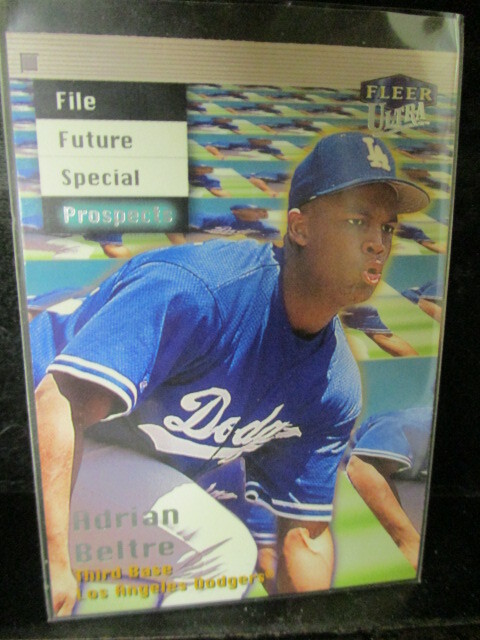 File
FLEER
ULTRA
Future
Special
Prospects
LA
Dodgers
Adrian
Beltre
Third Base
Los Angeles Dodgers